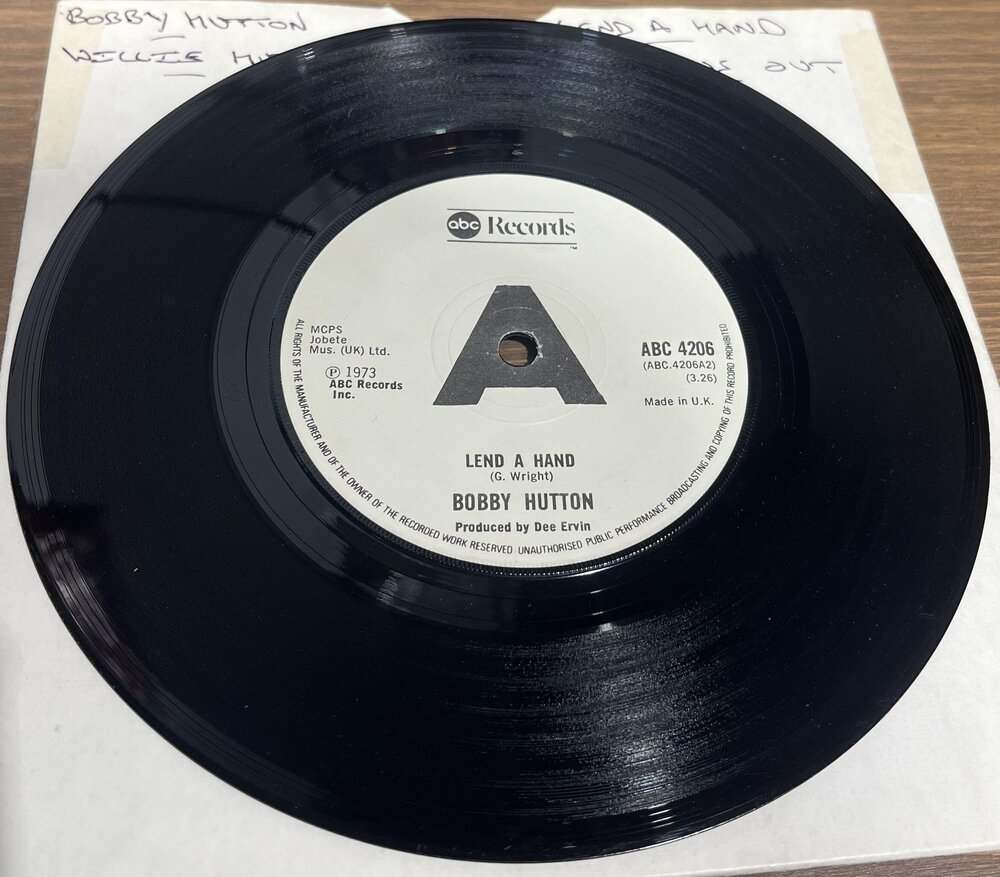 BOBBY HUTTON
LEND A HAND
WILLIE
OUT
abc Records
TM
A
MCPS
Jobete
Mus. (UK) Ltd.
℗ 1973
ABC Records
Inc.
ABC 4206
(ABC.4206A2)
(3.26)
Made in U.K.
LEND A HAND
(G. Wright)
BOBBY HUTTON
Produced by Dee Ervin
ALL RIGHTS OF THE MANUFACTURER AND OF THE OWNER OF THE RECORDED WORK RESERVED UNAUTHORISED PUBLIC PERFORMANCE BROADCASTING AND COPYING OF THIS RECORD PROHIBITED